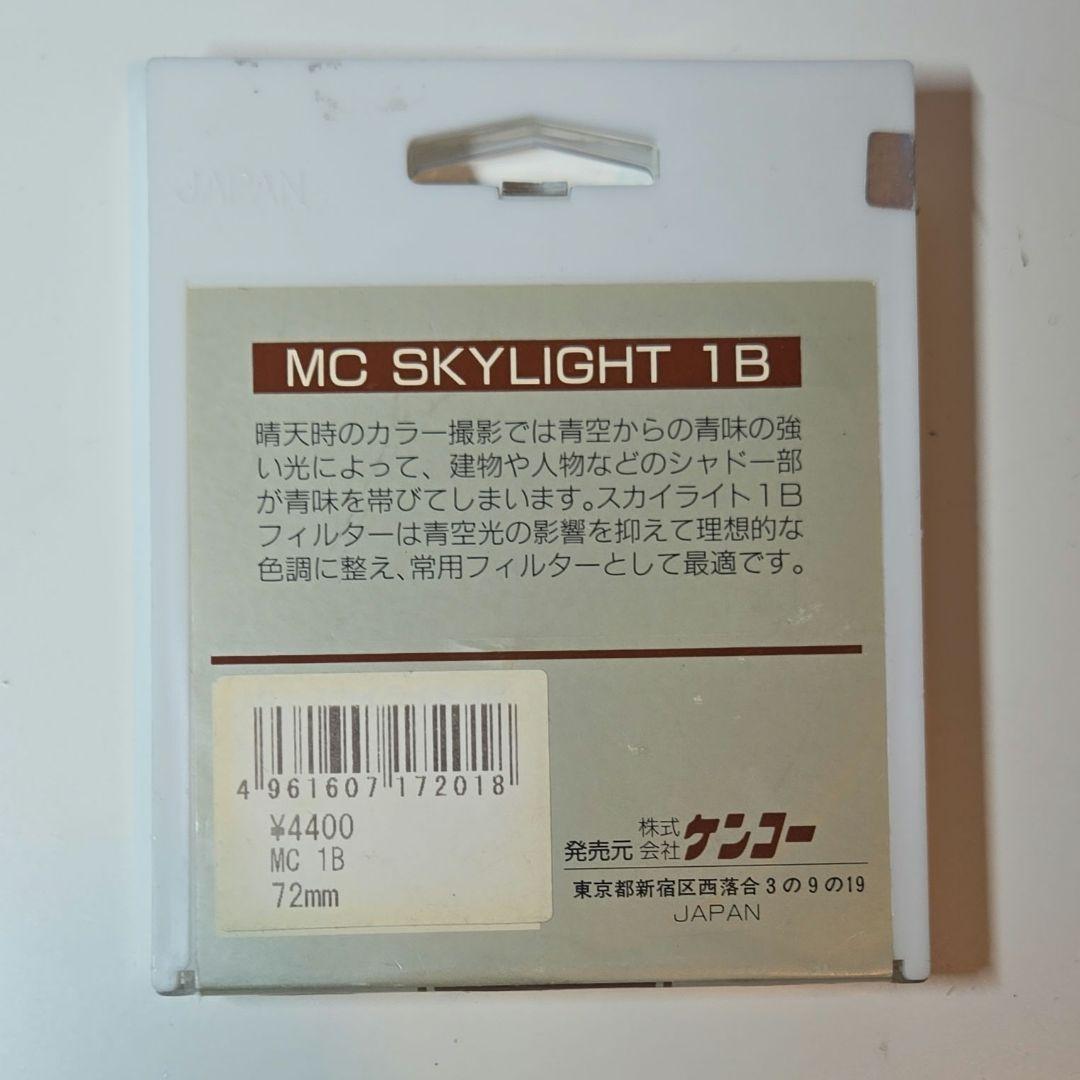 MC SKYLIGHT 1B
晴天時のカラー撮影では青空からの青味の強
い光によって、建物や人物などのシャドー部
が青味を帯びてしまいます。スカイライト1B
フィルターは青空光の影響を抑えて理想的な
色調に整え、常用フィルターとして最適です。
4961607172018
¥4400
MC 1B
72mm
発売元 株式会社 ケンコー
東京都新宿区西落合3の9の19
JAPAN